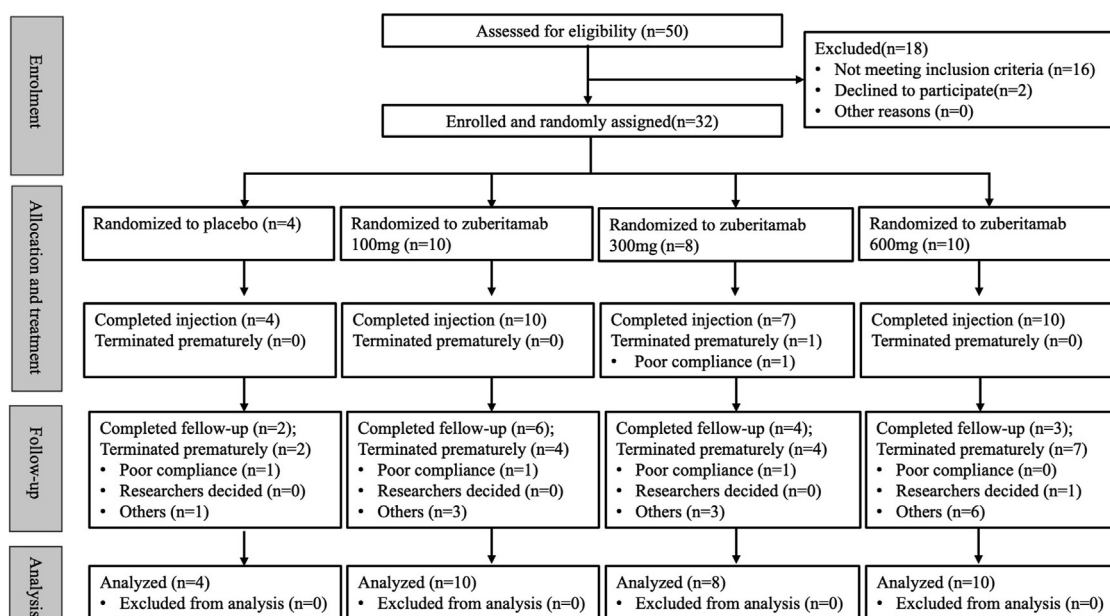 Enrolment
Assessed for eligibility (n=50)
Excluded(n=18)
• Not meeting inclusion criteria (n=16)
• Declined to participate(n=2)
• Other reasons (n=0)
Enrolled and randomly assigned(n=32)
Allocation and treatment
Randomized to placebo (n=4)
Randomized to zuberitamab
100mg (n=10)
Randomized to zuberitamab
300mg (n=8)
Randomized to zuberitamab
600mg (n=10)
Completed injection (n=4)
Terminated prematurely (n=0)
Completed injection (n=10)
Terminated prematurely (n=0)
Completed injection (n=7)
Terminated prematurely (n=1)
• Poor compliance (n=1)
Completed injection (n=10)
Terminated prematurely (n=0)
Follow-up
Completed fellow-up (n=2);
Terminated prematurely (n=2)
• Poor compliance (n=1)
• Researchers decided (n=0)
• Others (n=1)
Completed fellow-up (n=6);
Terminated prematurely (n=4)
• Poor compliance (n=1)
• Researchers decided (n=0)
• Others (n=3)
Completed fellow-up (n=4);
Terminated prematurely (n=4)
• Poor compliance (n=1)
• Researchers decided (n=0)
• Others (n=3)
Completed fellow-up (n=3);
Terminated prematurely (n=7)
• Poor compliance (n=0)
• Researchers decided (n=1)
• Others (n=6)
Analysis
Analyzed (n=4)
• Excluded from analysis (n=0)
Analyzed (n=10)
• Excluded from analysis (n=0)
Analyzed (n=8)
• Excluded from analysis (n=0)
Analyzed (n=10)
• Excluded from analysis (n=0)